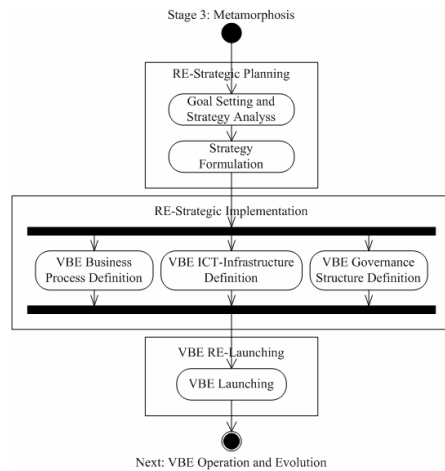 Stage 3: Metamorphosis
RE-Strategic Planning
Goal Setting and
Strategy Analyss
Strategy
Formulation
RE-Strategic Implementation
VBE Business
Process Definition
VBE ICT-Infrastructure
Definition
VBE Governance
Structure Definition
VBE RE-Launching
VBE Launching
Next: VBE Operation and Evolution